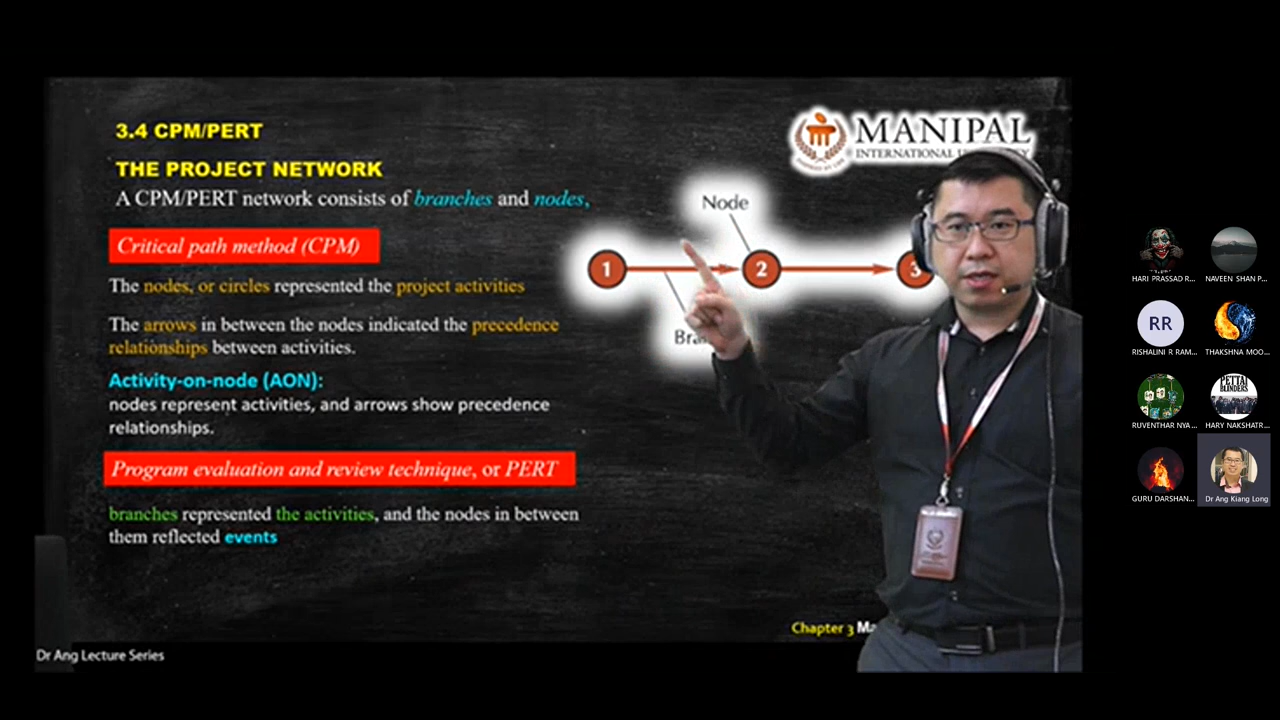 3.4 CPM/PERT
THE PROJECT NETWORK
A CPM/PERT network consists of branches and nodes,
Critical path method (CPM)
The nodes, or circles represented the project activities
The arrows in between the nodes indicated the precedence
relationships between activities.
Activity-on-node (AON):
nodes represent activities, and arrows show precedence
relationships.
Program evaluation and review technique, or PERT
branches represented the activities, and the nodes in between
them reflected events
MANIPAL
INTERNATIONAL
Node
1
2
3
Chapter 3
Dr Ang Lecture Series
HARI PRASSAD R...
NAVEEN SHAN P...
RR
RISHALINI R RAM...
THAKSHNA MOO...
PETTAI
BLINDERS
RUVENTHAR NYA...
HARY NAKSHATR...
GURU DARSHAN...
Dr Ang Kiang Long